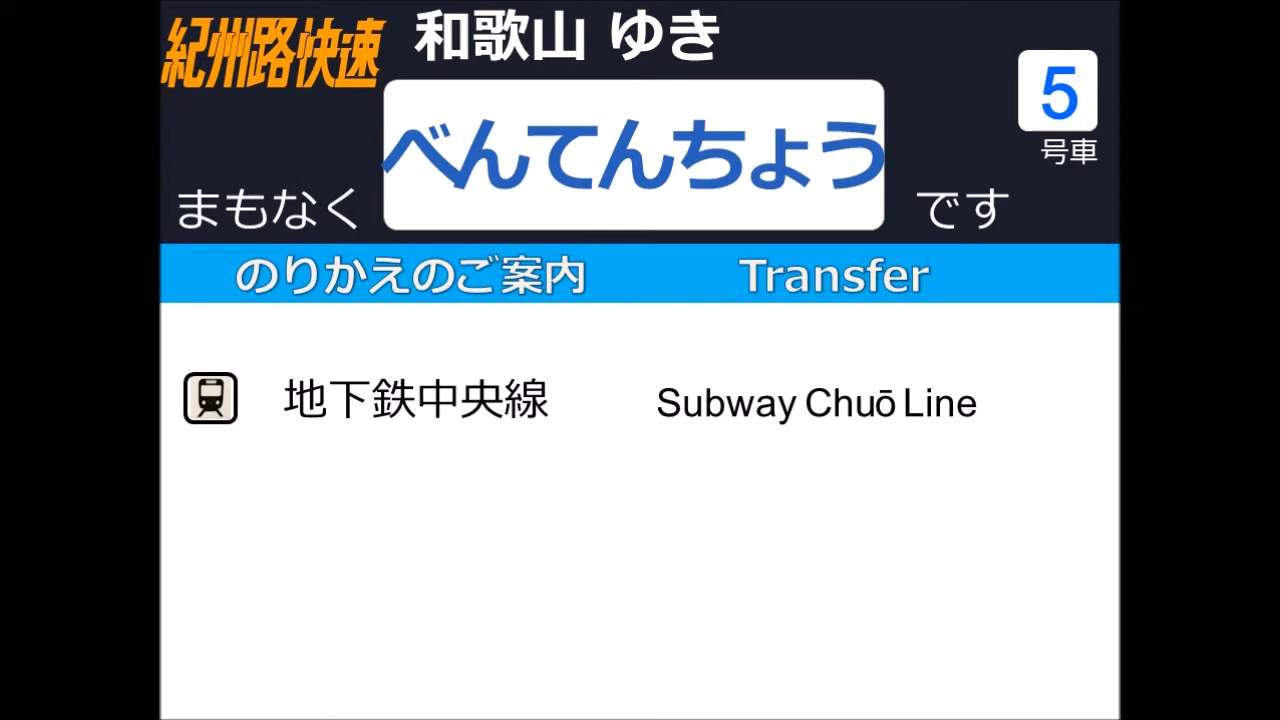 紀州路快速 和歌山 ゆき
5
号車
まもなく べんてんちょう です
のりかえのご案内 Transfer
地下鉄中央線 Subway Chuō Line